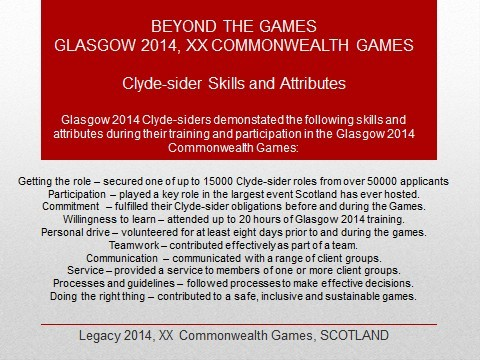 BEYOND THE GAMES
GLASGOW 2014, XX COMMONWEALTH GAMES
Clyde-sider Skills and Attributes
Glasgow 2014 Clyde-siders demonstated the following skills and
attributes during their training and participation in the Glasgow 2014
Commonwealth Games:
Getting the role – secured one of up to 15000 Clyde-sider roles from over 50000 applicants
Participation – played a key role in the largest event Scotland has ever hosted.
Commitment – fulfilled their Clyde-sider obligations before and during the Games.
Willingness to learn – attended up to 20 hours of Glasgow 2014 training.
Personal drive – volunteered for at least eight days prior to and during the games.
Teamwork – contributed effectively as part of a team.
Communication – communicated with a range of client groups.
Service – provided a service to members of one or more client groups.
Processes and guidelines – followed processes to make effective decisions.
Doing the right thing – contributed to a safe, inclusive and sustainable games.
Legacy 2014, XX Commonwealth Games, SCOTLAND